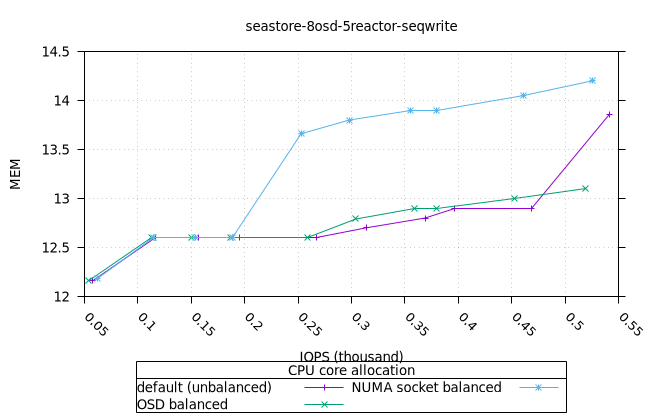 seastore-8osd-5reactor-seqwrite
14.5
14
13.5
13
12.5
12
MEM
0.05 0.1 0.15 0.2 0.25 0.3 0.35 0.4 0.45 0.5 0.55
IOPS (thousand)
CPU core allocation
default (unbalanced) NUMA socket balanced
OSD balanced